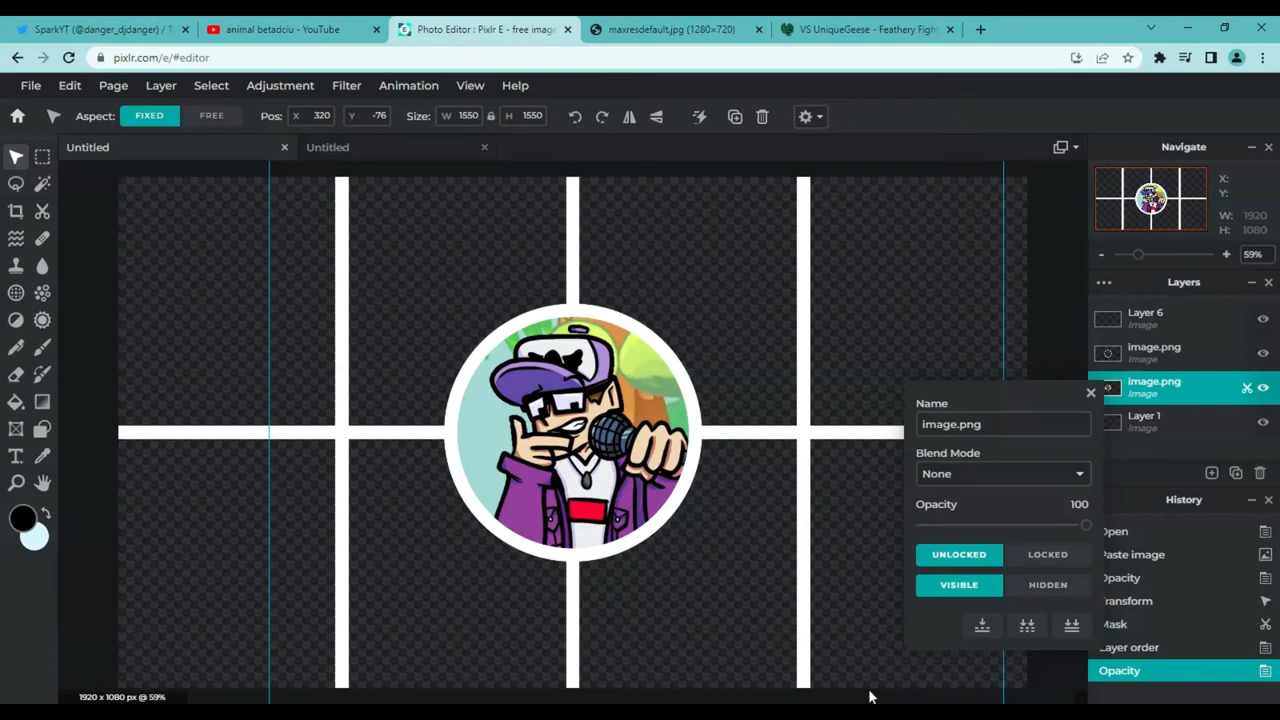 SparkYT (@danger_djdanger) / T
animal betadciu - YouTube
Photo Editor : Pixlr E - free image
maxresdefault.jpg (1280×720)
VS UniqueGeese - Feathery Fight
pixlr.com/e/#editor
File Edit Page Layer Select Adjustment Filter Animation View Help
Aspect: FIXED FREE Pos: X 320 Y -76 Size: W 1550 H 1550
Untitled
Untitled
Navigate
X:
Y:
W: 1920
H: 1080
59%
Layers
Layer 6
Image
image.png
Image
image.png
Image
Layer 1
Image
Name
image.png
Blend Mode
None
Opacity 100
UNLOCKED LOCKED
VISIBLE HIDDEN
History
Open
Paste image
Opacity
Transform
Mask
Layer order
Opacity
1920 x 1080 px @ 59%